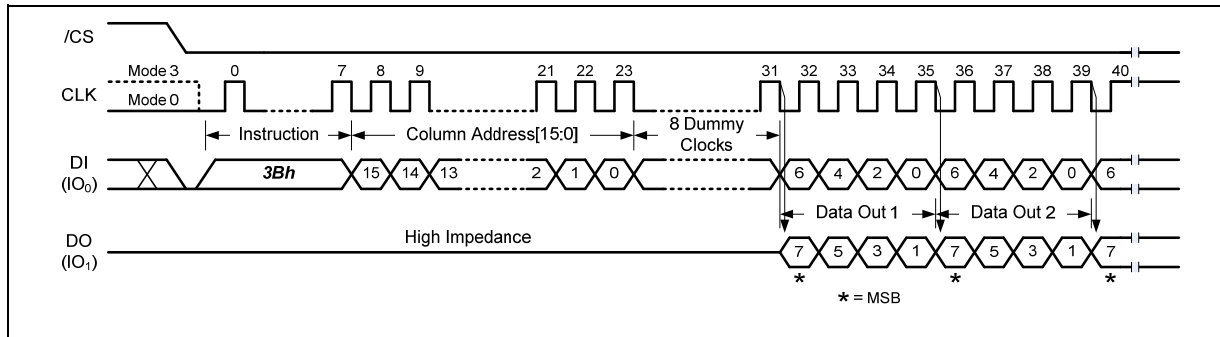 /CS
Mode 3 0 7 8 9 21 22 23 31 32 33 34 35 36 37 38 39 40
CLK
Mode 0
Instruction Column Address[15:0] 8 Dummy Clocks
DI (IO0) 3Bh 15 14 13 2 1 0 6 4 2 0 6 4 2 0 6
Data Out 1 Data Out 2
High Impedance
DO (IO1) 7 5 3 1 7 5 3 1 7
* * *
* = MSB